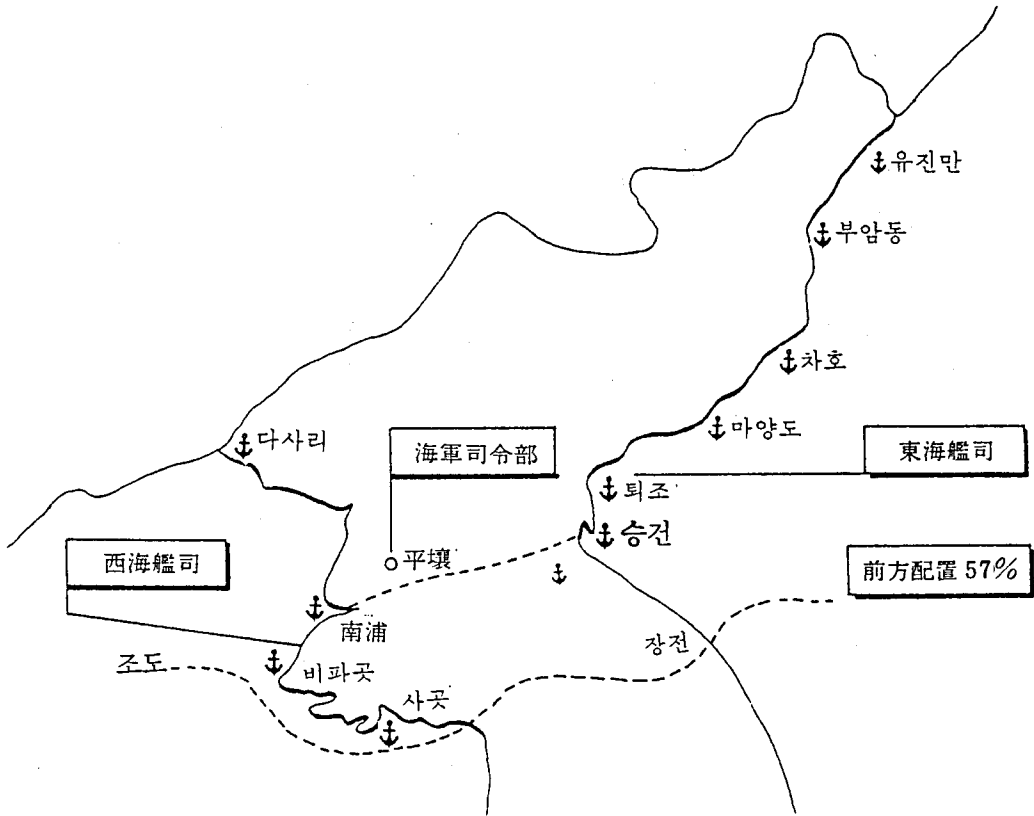 유진만
부암동
차호
다사리
마양도
海軍司令部
東海艦司
퇴조
승전
平壤
西海艦司
前方配置 57%
南浦
장전
조도
비파곶
사곶